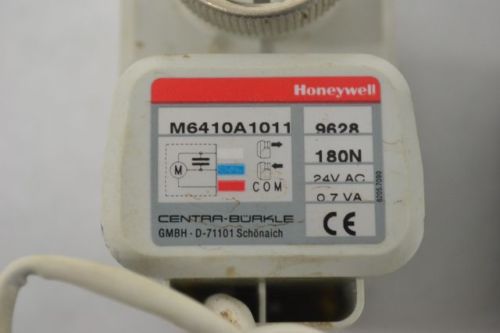 Honeywell
M6410A1011 9628
180N
24V AC
M
COM 0.7 VA
CENTRA-BÜRKLE
GMBH - D-71101 Schönaich CE